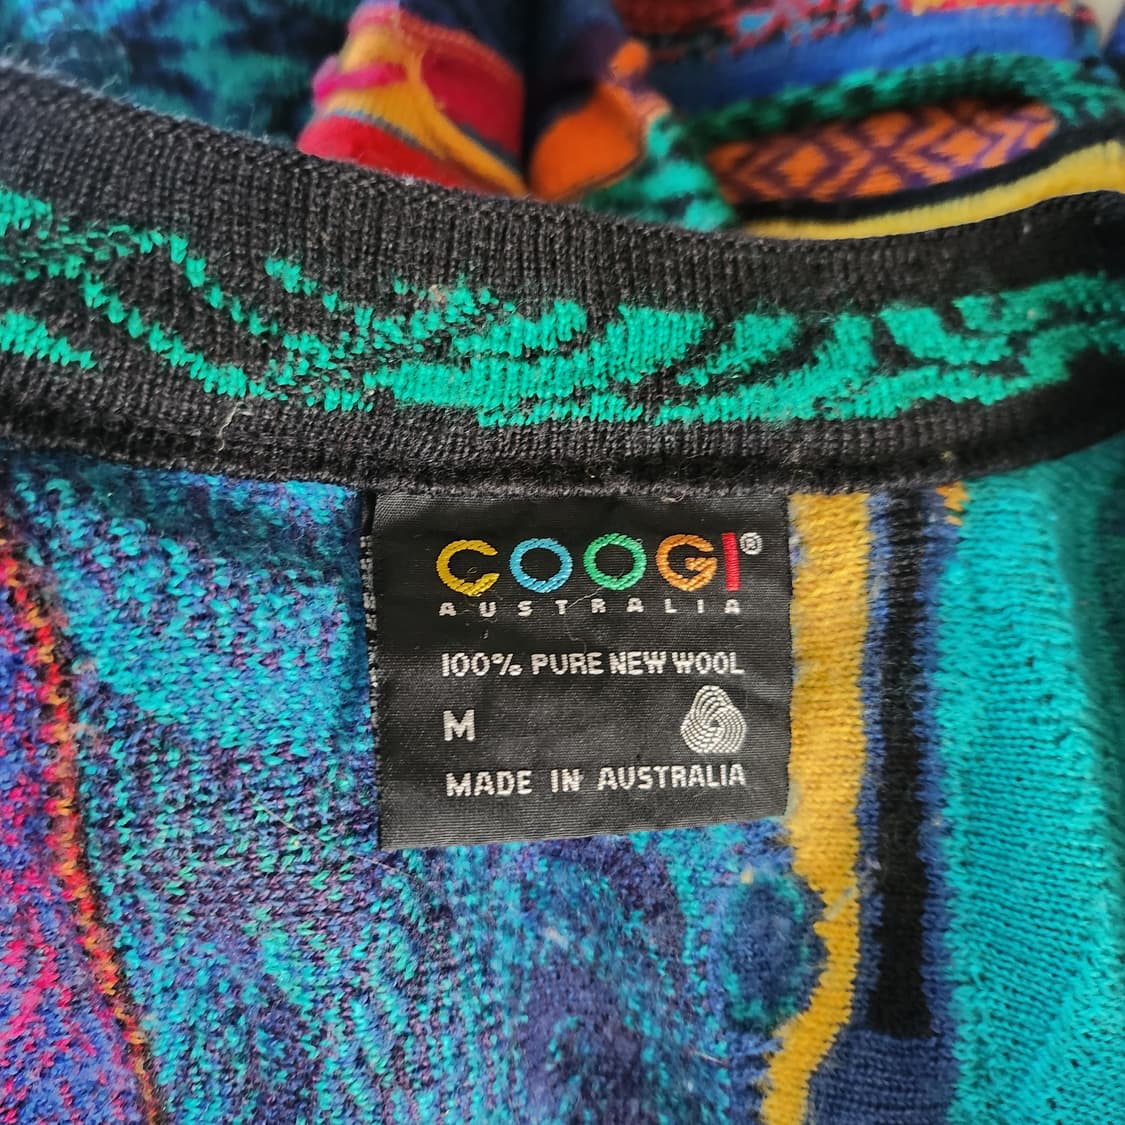 COOGI®
AUSTRALIA
100% PURE NEW WOOL
M
MADE IN AUSTRALIA